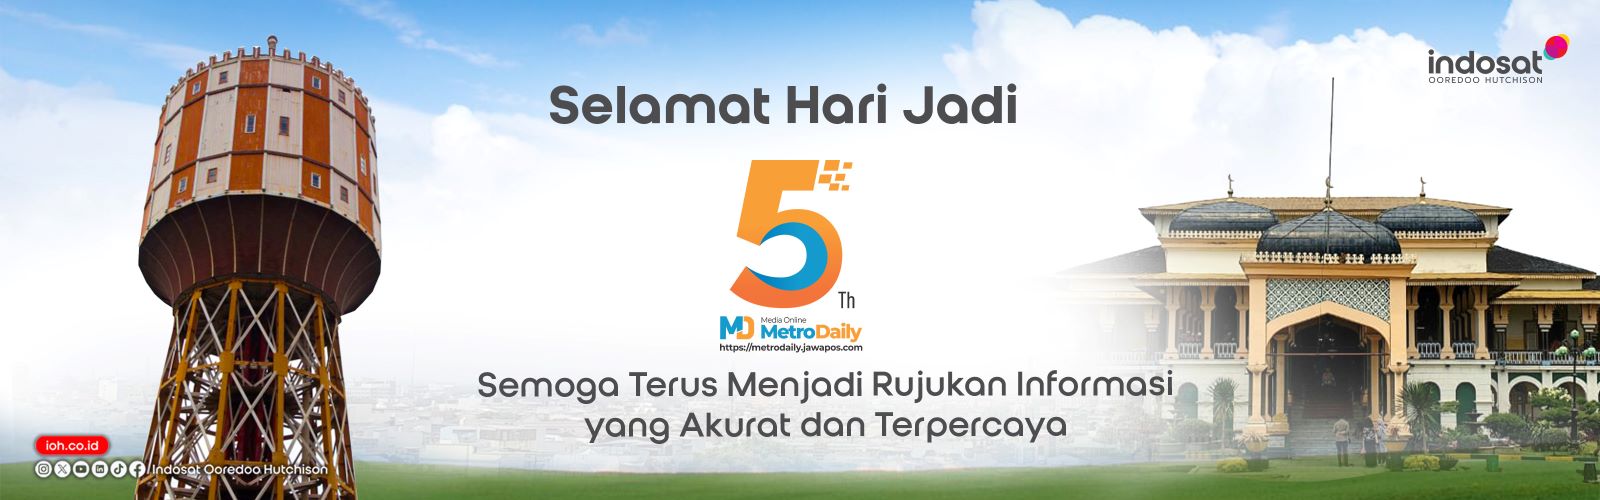 indosat
OOREDOO HUTCHISON
Selamat Hari Jadi
5
Th
MD Media Online
MetroDaily
https://metrodaily.jawapos.com
Semoga Terus Menjadi Rujukan Informasi
yang Akurat dan Terpercaya
ioh.co.id
/ Indosat Ooredoo Hutchison